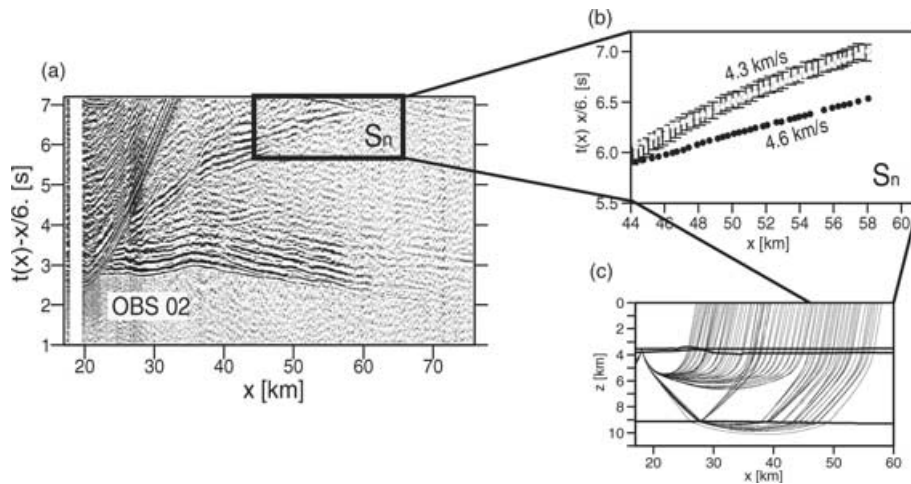 (a)
t(x)-x/6. [s]
7
6
5
4
3
2
1
Sn
OBS 02
20 30 40 50 60 70
x [km]
(b)
t(x) x/6. [s]
7.0
6.5
6.0
5.5
4.3 km/s
4.6 km/s
Sn
44 46 48 50 52 54 56 58 60
x [km]
(c)
z [km]
0
2
4
6
8
10
20 30 40 50 60
x [km]